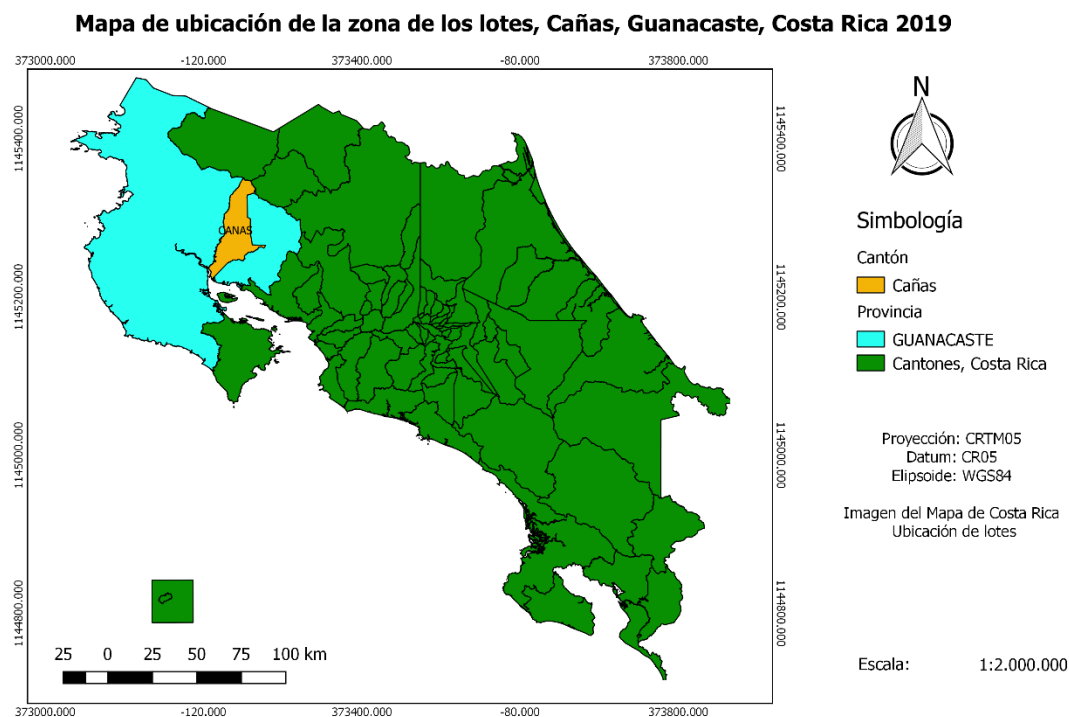 Mapa de ubicación de la zona de los lotes, Cañas, Guanacaste, Costa Rica 2019
373000.000 -120.000 373400.000 -80.000 373800.000
1145400.000
1145200.000
1145000.000
1144800.000
CANAS
1145400.000
1145200.000
1145000.000
1144800.000
25 0 25 50 75 100 km
373000.000 -120.000 373400.000 -80.000 373800.000
N
Simbología
Cantón
Cañas
Provincia
GUANACASTE
Cantones, Costa Rica
Proyección: CRTM05
Datum: CR05
Elipsoide: WGS84
Imagen del Mapa de Costa Rica
Ubicación de lotes
Escala: 1:2.000.000